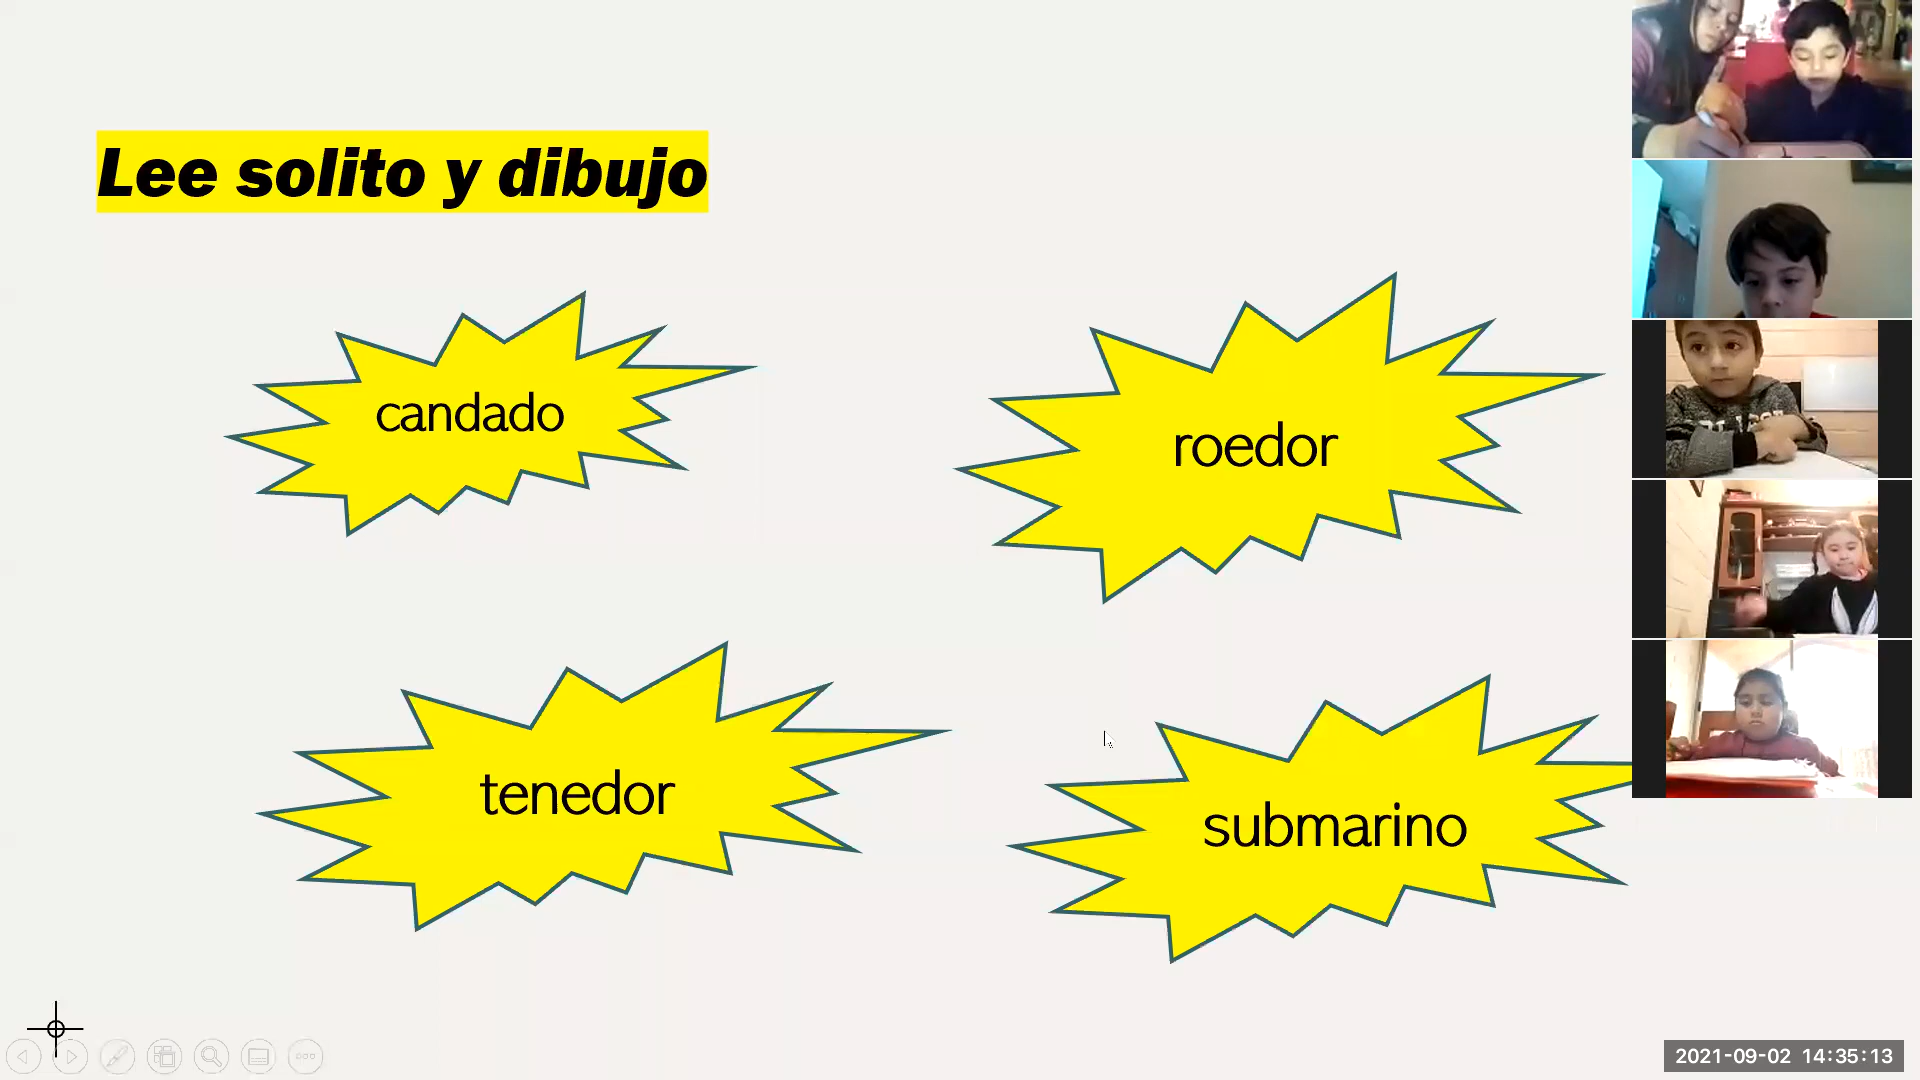 Lee solito y dibujo
candado
roedor
tenedor
submarino
2021-09-02 14:35:13